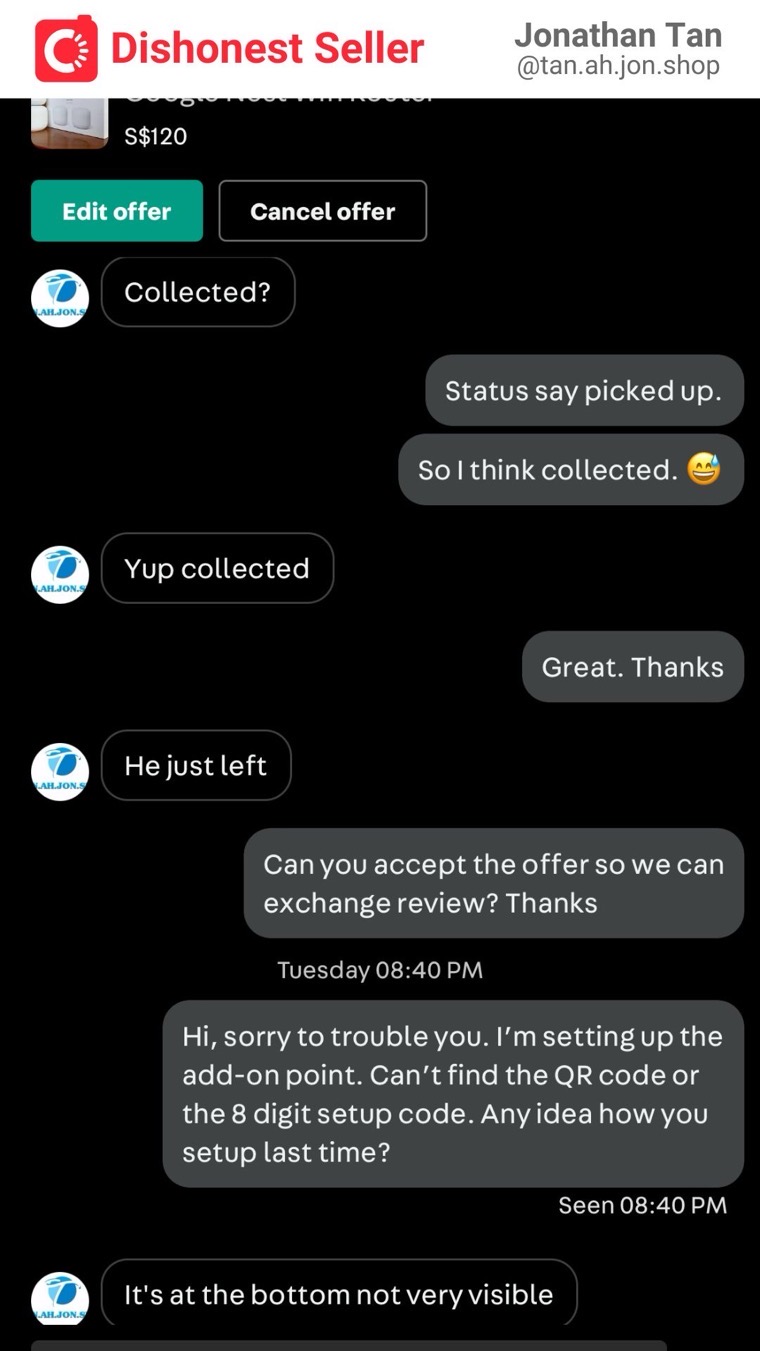 Dishonest Seller
Jonathan Tan
@tan.ah.jon.shop
Google Nest Wifi Router
S$120
Edit offer
Cancel offer
Collected?
Status say picked up.
So I think collected. 😅
Yup collected
Great. Thanks
He just left
Can you accept the offer so we can
exchange review? Thanks
Tuesday 08:40 PM
Hi, sorry to trouble you. I’m setting up the
add-on point. Can’t find the QR code or
the 8 digit setup code. Any idea how you
setup last time?
Seen 08:40 PM
It's at the bottom not very visible